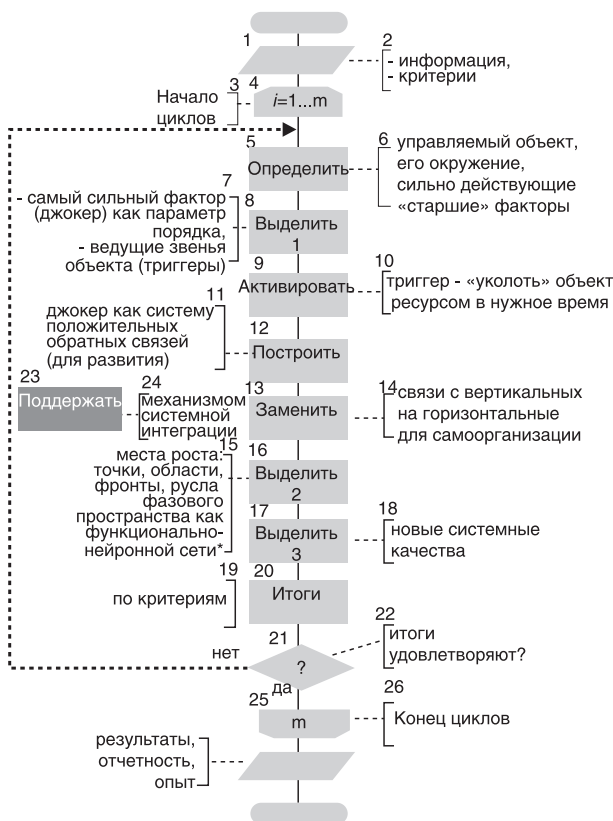 1
2
- информация,
- критерии
3
4
Начало
циклов
i=1...m
5
Определить
6
управляемый объект,
его окружение,
сильно действующие
«старшие» факторы
7
- самый сильный фактор
(джокер) как параметр
порядка,
- ведущие звенья
объекта (триггеры)
8
Выделить
1
9
Активировать
10
триггер - «уколоть» объект
ресурсом в нужное время
11
джокер как систему
положительных
обратных связей
(для развития)
12
Построить
23
Поддержать
24
механизмом
системной
интеграции
13
Заменить
14
связи с вертикальных
на горизонтальные
для самоорганизации
15
места роста:
точки, области,
фронты, русла
фазового
пространства как
функционально-
нейронной сети*
16
Выделить
2
17
Выделить
3
18
новые системные
качества
19
по критериям
20
Итоги
21
?
нет
да
22
итоги
удовлетворяют?
25
m
26
Конец циклов
результаты,
отчетность,
опыт